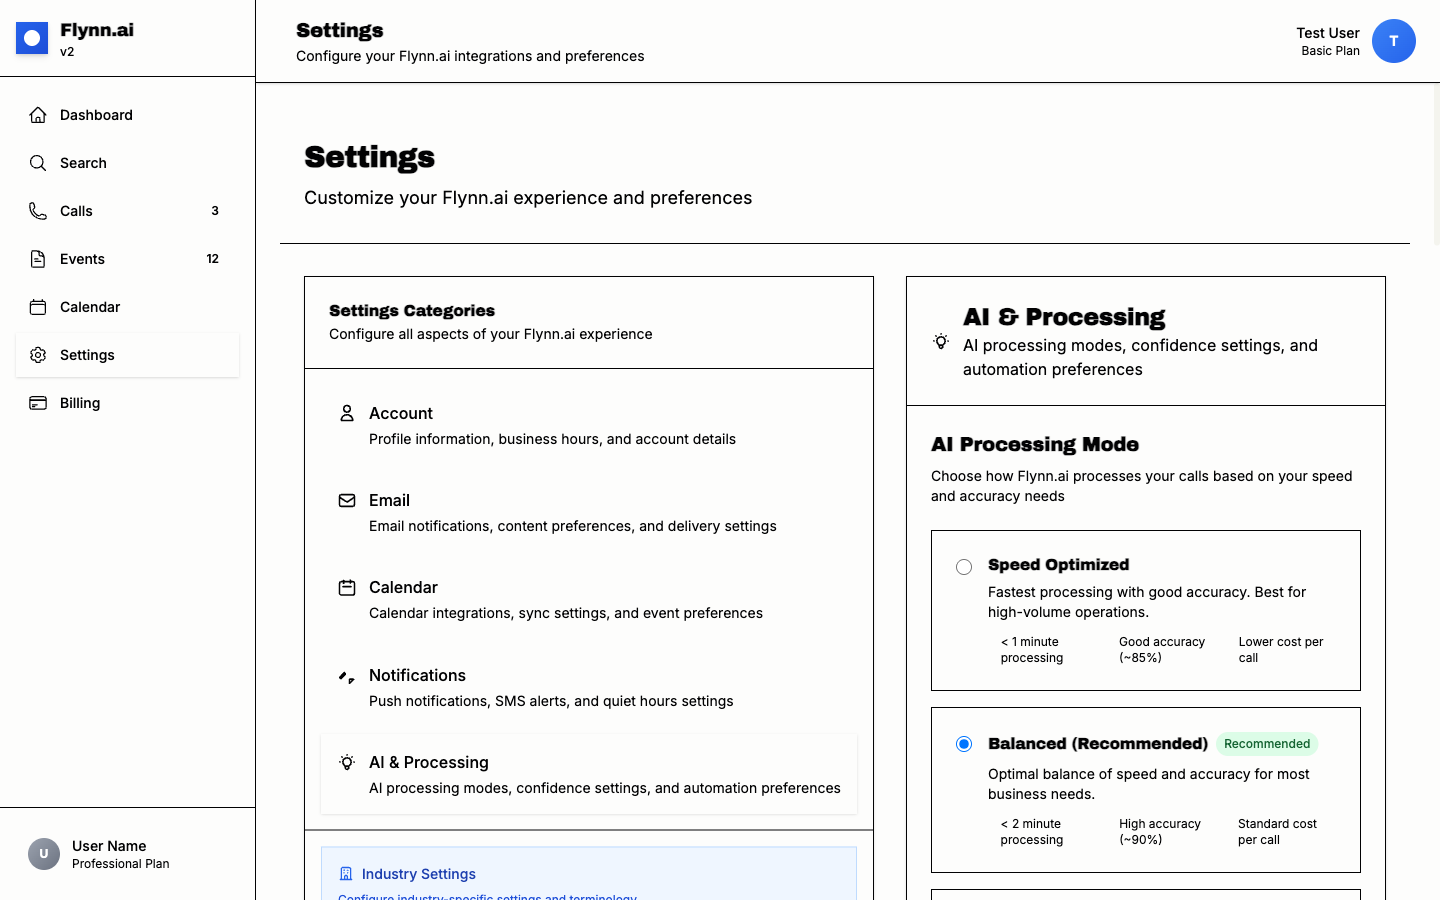 Flynn.ai
v2
Dashboard
Search
Calls 3
Events 12
Calendar
Settings
Billing
U
User Name
Professional Plan
Settings
Configure your Flynn.ai integrations and preferences
Test User
Basic Plan
T
Settings
Customize your Flynn.ai experience and preferences
Settings Categories
Configure all aspects of your Flynn.ai experience
Account
Profile information, business hours, and account details
Email
Email notifications, content preferences, and delivery settings
Calendar
Calendar integrations, sync settings, and event preferences
Notifications
Push notifications, SMS alerts, and quiet hours settings
AI & Processing
AI processing modes, confidence settings, and automation preferences
Industry Settings
Configure industry-specific settings and terminology
AI & Processing
AI processing modes, confidence settings, and
automation preferences
AI Processing Mode
Choose how Flynn.ai processes your calls based on your speed
and accuracy needs
Speed Optimized
Fastest processing with good accuracy. Best for
high-volume operations.
< 1 minute
processing
Good accuracy
(~85%)
Lower cost per
call
Balanced (Recommended) Recommended
Optimal balance of speed and accuracy for most
business needs.
< 2 minute
processing
High accuracy
(~90%)
Standard cost
per call